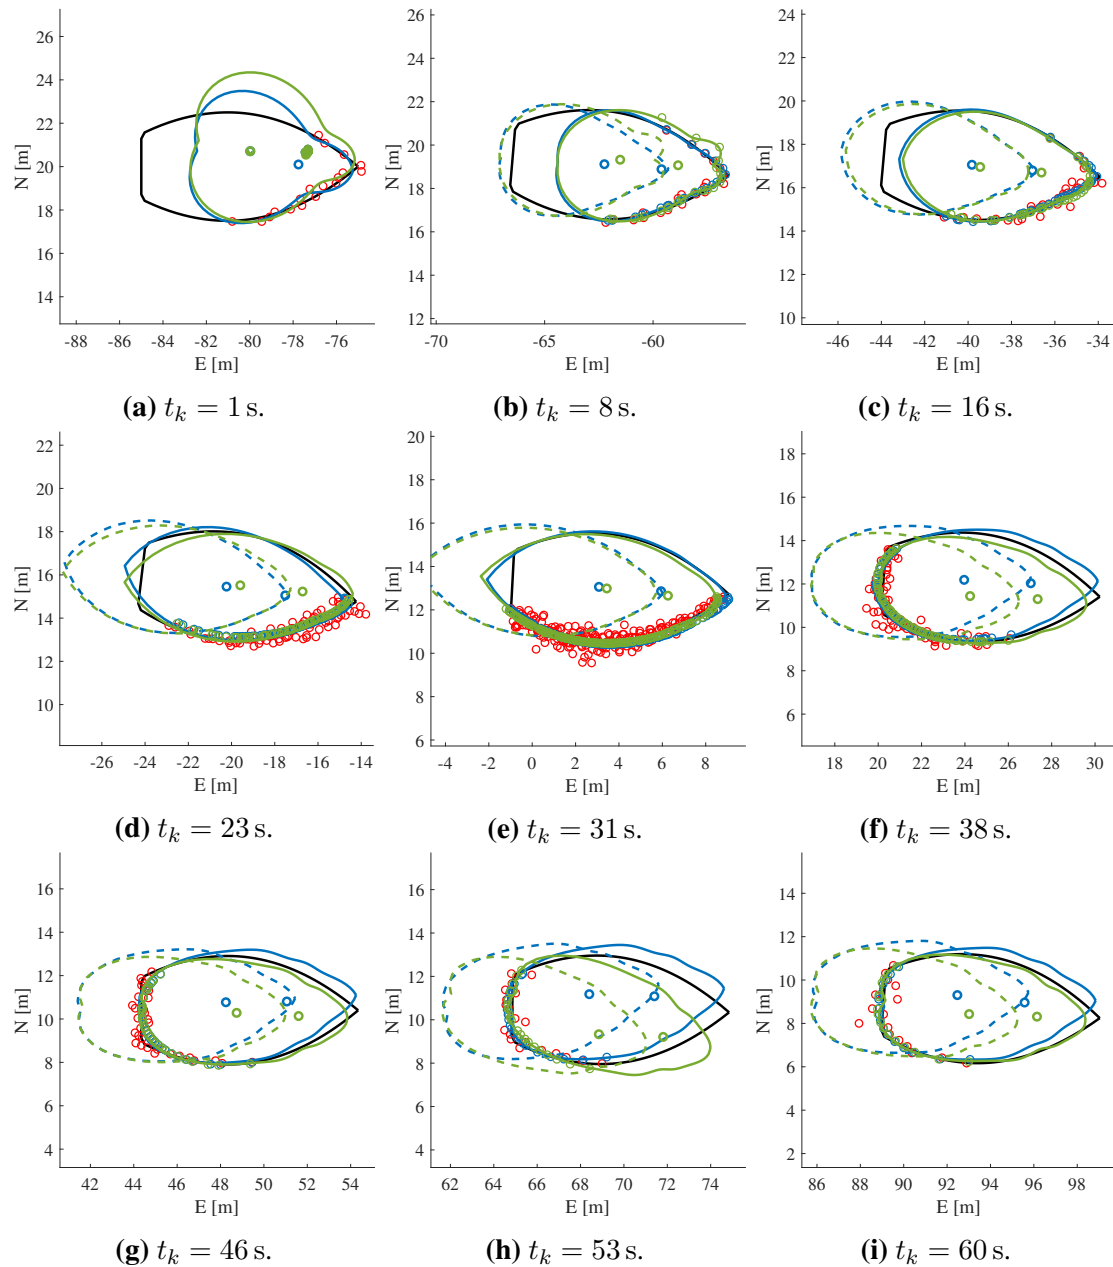 26
24
22
20
18
16
14
N [m]
-88 -86 -84 -82 -80 -78 -76
E [m]
(a) t_k = 1 s.
26
24
22
20
18
16
14
12
N [m]
-70 -65 -60
E [m]
(b) t_k = 8 s.
24
22
20
18
16
14
12
10
N [m]
-46 -44 -42 -40 -38 -36 -34
E [m]
(c) t_k = 16 s.
22
20
18
16
14
12
10
N [m]
-26 -24 -22 -20 -18 -16 -14
E [m]
(d) t_k = 23 s.
20
18
16
14
12
10
8
6
N [m]
-4 -2 0 2 4 6 8
E [m]
(e) t_k = 31 s.
18
16
14
12
10
8
6
N [m]
18 20 22 24 26 28 30
E [m]
(f) t_k = 38 s.
16
14
12
10
8
6
4
N [m]
42 44 46 48 50 52 54
E [m]
(g) t_k = 46 s.
16
14
12
10
8
6
4
N [m]
62 64 66 68 70 72 74
E [m]
(h) t_k = 53 s.
14
12
10
8
6
4
2
N [m]
86 88 90 92 94 96 98
E [m]
(i) t_k = 60 s.